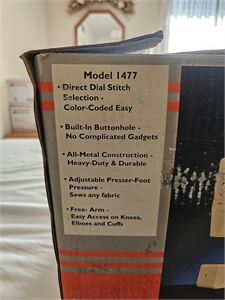 Model 1477
• Direct Dial Stitch
Selection -
Color-Coded Easy
• Built-In Buttonhole -
No Complicated Gadgets
• All-Metal Construction -
Heavy-Duty & Durable
• Adjustable Presser-Foot
Pressure -
Sews any fabric
• Free- Arm -
Easy Access on Knees,
Elboes and Cuffs